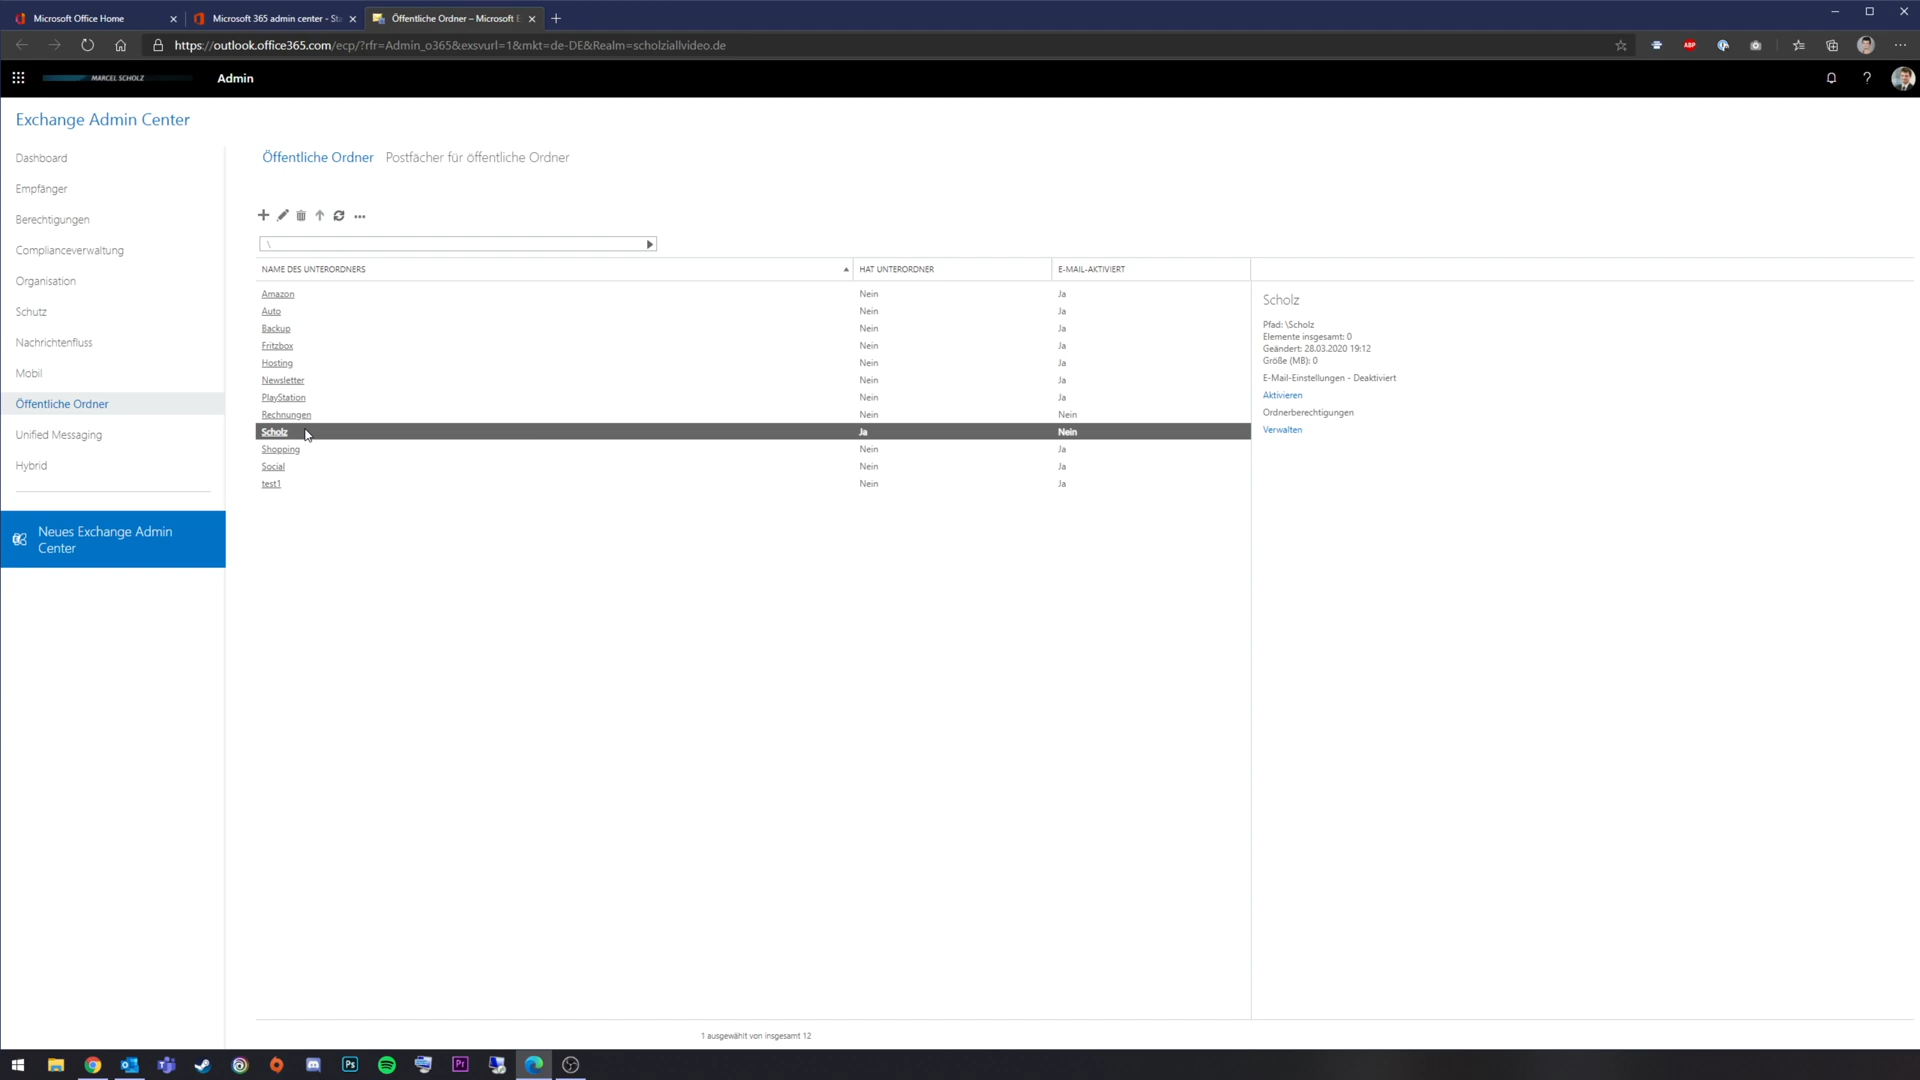 Microsoft Office Home
Microsoft 365 admin center - Sta
Öffentliche Ordner – Microsoft E
https://outlook.office365.com/ecp/?rfr=Admin_o365&exsvurl=1&mkt=de-DE&Realm=scholziallvideo.de
ABP
MARCEL SCHOLZ
Admin
?
Exchange Admin Center
Dashboard
Empfänger
Berechtigungen
Complianceverwaltung
Organisation
Schutz
Nachrichtenfluss
Mobil
Öffentliche Ordner
Unified Messaging
Hybrid
Neues Exchange Admin
Center
Öffentliche Ordner Postfächer für öffentliche Ordner
\
NAME DES UNTERORDNERS HAT UNTERORDNER E-MAIL-AKTIVIERT
Amazon Nein Ja
Auto Nein Ja
Backup Nein Ja
Fritzbox Nein Ja
Hosting Nein Ja
Newsletter Nein Ja
PlayStation Nein Ja
Rechnungen Nein Nein
Scholz Ja Nein
Shopping Nein Ja
Social Nein Ja
test1 Nein Ja
1 ausgewählt von insgesamt 12
Scholz
Pfad: \Scholz
Elemente insgesamt: 0
Geändert: 28.03.2020 19:12
Größe (MB): 0
E-Mail-Einstellungen - Deaktiviert
Aktivieren
Ordnerberechtigungen
Verwalten
Ps
Pr